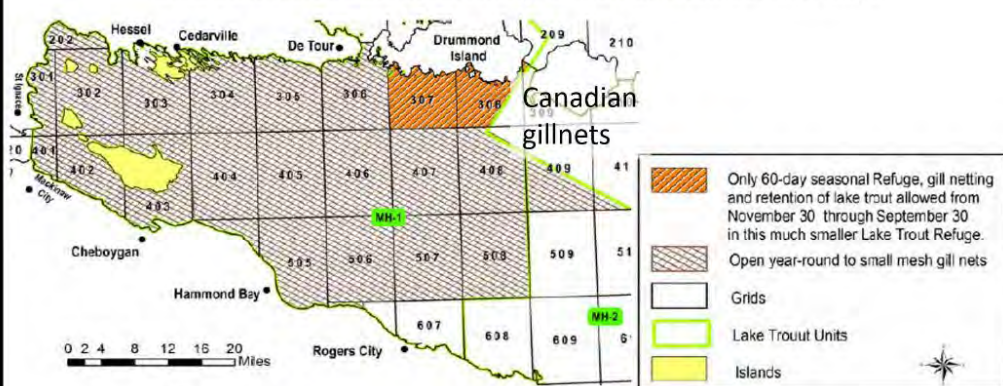 Hessel
Cedarville
De Tour
Drummond
Island
209
210
202
St Ignace
301
302
303
304
305
306
307
308
309
Canadian
gillnets
401
402
403
404
405
406
407
408
409
41
Mackinaw
City
MH-1
Cheboygan
505
506
507
508
509
51
Hammond Bay
607
608
609
MH-2
Rogers City
0 2 4 8 12 16 20
Miles
Only 60-day seasonal Refuge, gill netting
and retention of lake trout allowed from
November 30 through September 30
in this much smaller Lake Trout Refuge.
Open year-round to small mesh gill nets
Grids
Lake Trouut Units
Islands